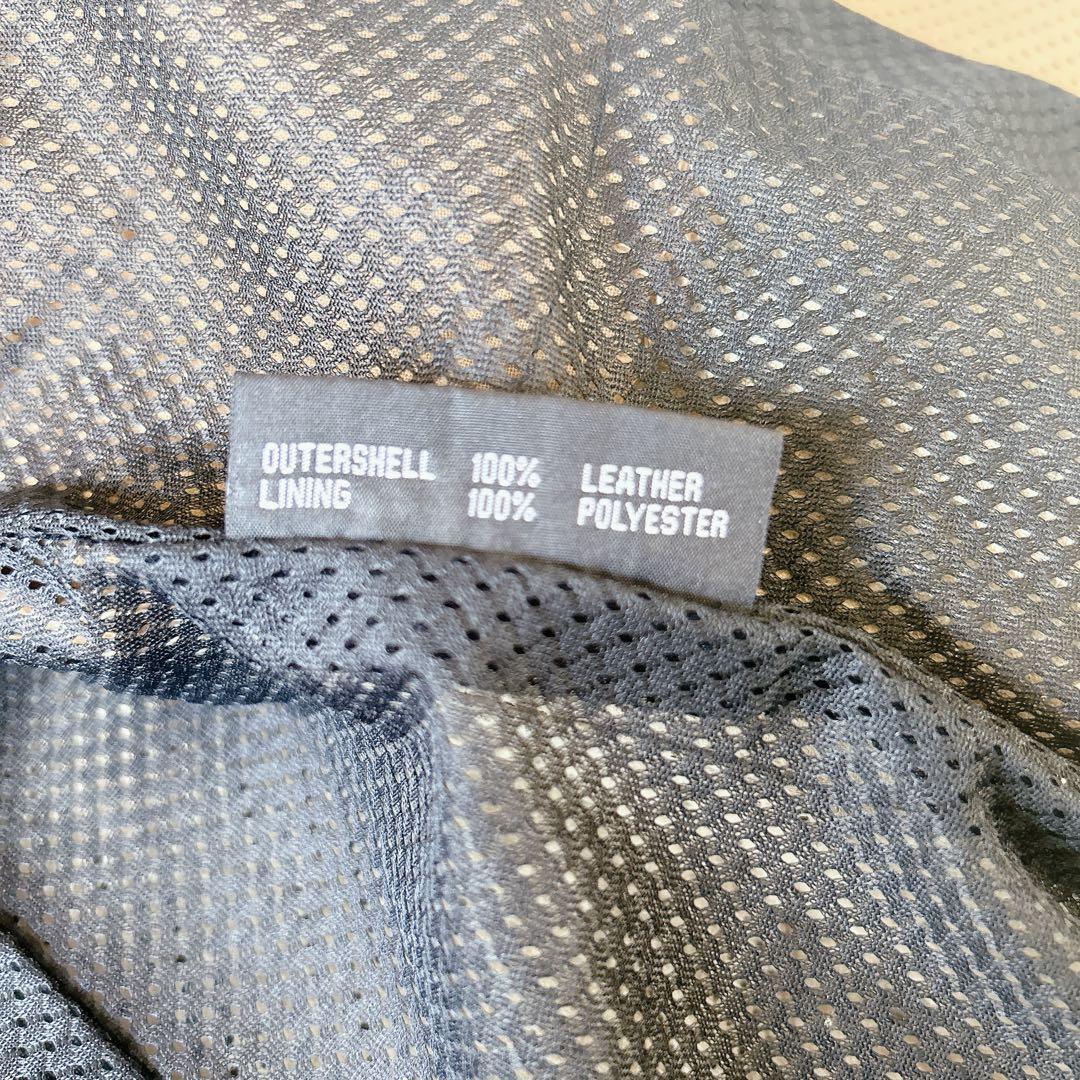 OUTERSHELL 100% LEATHER
LINING 100% POLYESTER